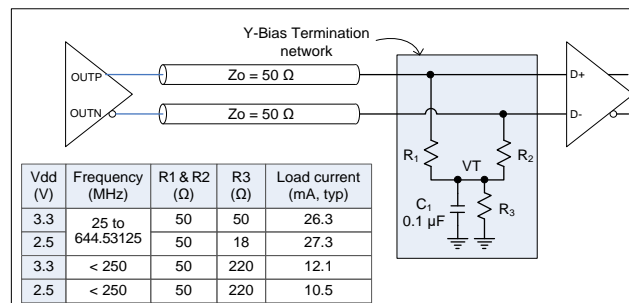 Y-Bias Termination
network
OUTP
OUTN
Zo = 50 Ω
Zo = 50 Ω
D+
D-
R1
VT
R2
C1
0.1 µF
R3
Vdd (V) Frequency (MHz) R1 & R2 (Ω) R3 (Ω) Load current (mA, typ)
3.3 25 to 644.53125 50 50 26.3
2.5 50 18 27.3
3.3 < 250 50 220 12.1
2.5 < 250 50 220 10.5